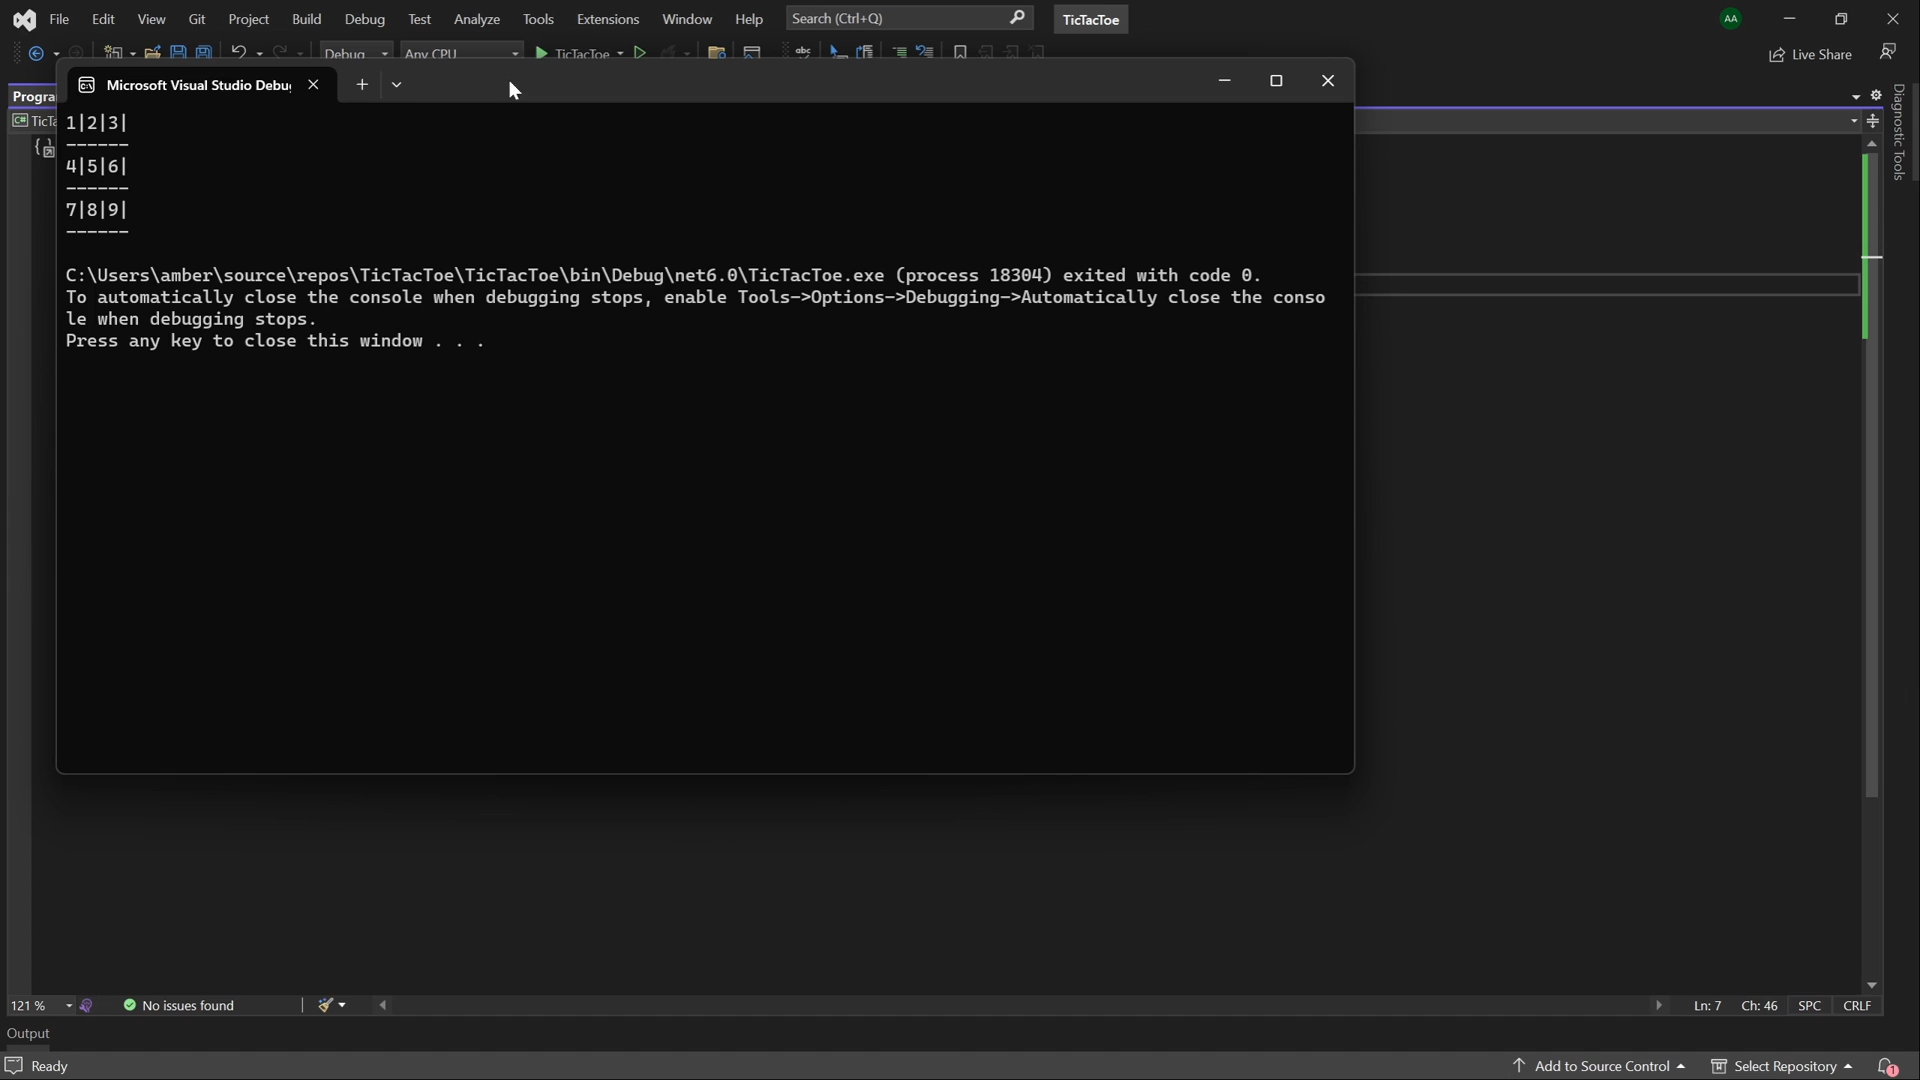 File Edit View Git Project Build Debug Test Analyze Tools Extensions Window Help Search (Ctrl+Q) TicTacToe AA
Debug Any CPU TicTacToe Live Share
Microsoft Visual Studio Debu
Diagnostic Tools
1|2|3|
------
4|5|6|
------
7|8|9|
------
C:\Users\amber\source\repos\TicTacToe\TicTacToe\bin\Debug\net6.0\TicTacToe.exe (process 18304) exited with code 0.
To automatically close the console when debugging stops, enable Tools->Options->Debugging->Automatically close the conso
le when debugging stops.
Press any key to close this window . . .
121 % No issues found Ln: 7 Ch: 46 SPC CRLF
Output
Ready Add to Source Control Select Repository 1